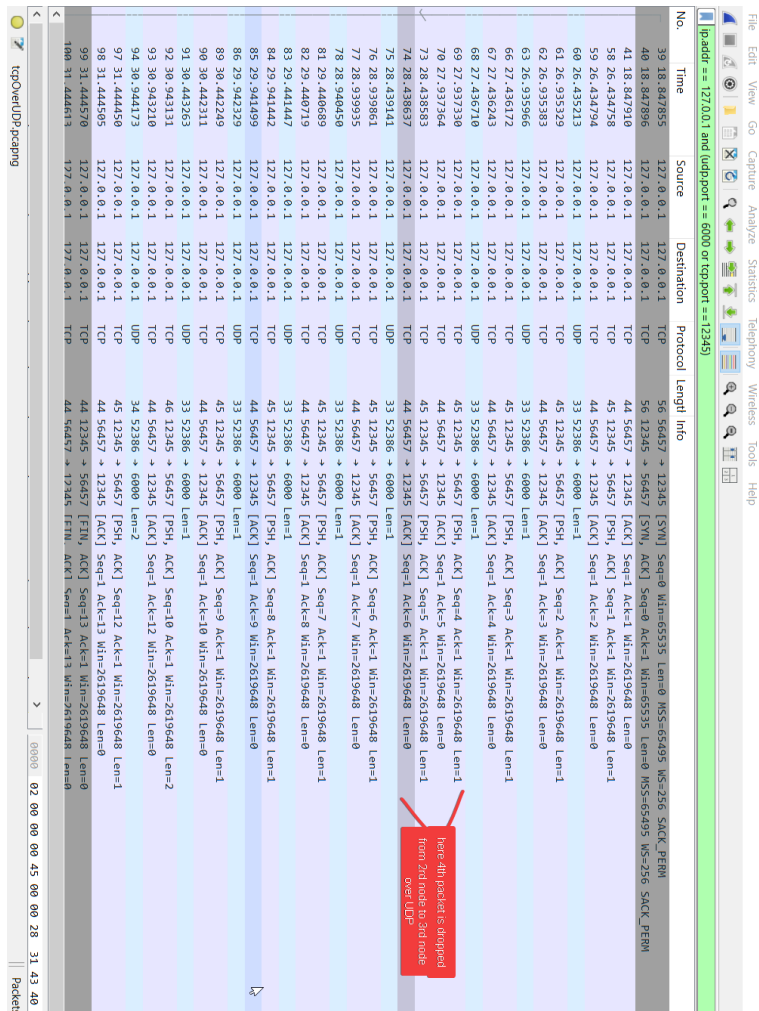 File Edit View Go Capture Analyze Statistics Telephony Wireless Tools Help
ip.addr == 127.0.0.1 and (udp.port == 6000 or tcp.port ==12345)
No. Time Source Destination Protocol Lengtl Info
39 18.847855 127.0.0.1 127.0.0.1 TCP 56 56457 → 12345 [SYN] Seq=0 Win=65535 Len=0 MSS=65495 WS=256 SACK_PERM
40 18.847896 127.0.0.1 127.0.0.1 TCP 56 12345 → 56457 [SYN, ACK] Seq=0 Ack=1 Win=65535 Len=0 MSS=65495 WS=256 SACK_PERM
41 18.847910 127.0.0.1 127.0.0.1 TCP 44 56457 → 12345 [ACK] Seq=1 Ack=1 Win=2619648 Len=0
58 26.434758 127.0.0.1 127.0.0.1 TCP 45 12345 → 56457 [PSH, ACK] Seq=1 Ack=1 Win=2619648 Len=1
59 26.434794 127.0.0.1 127.0.0.1 TCP 44 56457 → 12345 [ACK] Seq=1 Ack=2 Win=2619648 Len=0
60 26.435213 127.0.0.1 127.0.0.1 UDP 33 52386 → 6000 Len=1
61 26.935329 127.0.0.1 127.0.0.1 TCP 45 12345 → 56457 [PSH, ACK] Seq=2 Ack=1 Win=2619648 Len=1
62 26.935383 127.0.0.1 127.0.0.1 TCP 44 56457 → 12345 [ACK] Seq=1 Ack=3 Win=2619648 Len=0
63 26.935966 127.0.0.1 127.0.0.1 UDP 33 52386 → 6000 Len=1
66 27.436172 127.0.0.1 127.0.0.1 TCP 45 12345 → 56457 [PSH, ACK] Seq=3 Ack=1 Win=2619648 Len=1
67 27.436243 127.0.0.1 127.0.0.1 TCP 44 56457 → 12345 [ACK] Seq=1 Ack=4 Win=2619648 Len=0
68 27.436710 127.0.0.1 127.0.0.1 UDP 33 52386 → 6000 Len=1
69 27.937330 127.0.0.1 127.0.0.1 TCP 45 12345 → 56457 [PSH, ACK] Seq=4 Ack=1 Win=2619648 Len=1
70 27.937364 127.0.0.1 127.0.0.1 TCP 44 56457 → 12345 [ACK] Seq=1 Ack=5 Win=2619648 Len=0
73 28.438583 127.0.0.1 127.0.0.1 TCP 45 12345 → 56457 [PSH, ACK] Seq=5 Ack=1 Win=2619648 Len=1
74 28.438637 127.0.0.1 127.0.0.1 TCP 44 56457 → 12345 [ACK] Seq=1 Ack=6 Win=2619648 Len=0
here 4th packet is dropped
from 2rd node to 3rd node
over UDP
75 28.439141 127.0.0.1 127.0.0.1 UDP 33 52386 → 6000 Len=1
76 28.939861 127.0.0.1 127.0.0.1 TCP 45 12345 → 56457 [PSH, ACK] Seq=6 Ack=1 Win=2619648 Len=1
77 28.939935 127.0.0.1 127.0.0.1 TCP 44 56457 → 12345 [ACK] Seq=1 Ack=7 Win=2619648 Len=0
78 28.940450 127.0.0.1 127.0.0.1 UDP 33 52386 → 6000 Len=1
81 29.440689 127.0.0.1 127.0.0.1 TCP 45 12345 → 56457 [PSH, ACK] Seq=7 Ack=1 Win=2619648 Len=1
82 29.440719 127.0.0.1 127.0.0.1 TCP 44 56457 → 12345 [ACK] Seq=1 Ack=8 Win=2619648 Len=0
83 29.441447 127.0.0.1 127.0.0.1 UDP 33 52386 → 6000 Len=1
84 29.941442 127.0.0.1 127.0.0.1 TCP 45 12345 → 56457 [PSH, ACK] Seq=8 Ack=1 Win=2619648 Len=1
85 29.941499 127.0.0.1 127.0.0.1 TCP 44 56457 → 12345 [ACK] Seq=1 Ack=9 Win=2619648 Len=0
86 29.942329 127.0.0.1 127.0.0.1 UDP 33 52386 → 6000 Len=1
89 30.442249 127.0.0.1 127.0.0.1 TCP 45 12345 → 56457 [PSH, ACK] Seq=9 Ack=1 Win=2619648 Len=1
90 30.442311 127.0.0.1 127.0.0.1 TCP 44 56457 → 12345 [ACK] Seq=1 Ack=10 Win=2619648 Len=0
91 30.443263 127.0.0.1 127.0.0.1 UDP 33 52386 → 6000 Len=1
92 30.943131 127.0.0.1 127.0.0.1 TCP 46 12345 → 56457 [PSH, ACK] Seq=10 Ack=1 Win=2619648 Len=2
93 30.943210 127.0.0.1 127.0.0.1 TCP 44 56457 → 12345 [ACK] Seq=1 Ack=12 Win=2619648 Len=0
94 30.944173 127.0.0.1 127.0.0.1 UDP 34 52386 → 6000 Len=2
97 31.444450 127.0.0.1 127.0.0.1 TCP 45 12345 → 56457 [PSH, ACK] Seq=12 Ack=1 Win=2619648 Len=1
98 31.444505 127.0.0.1 127.0.0.1 TCP 44 56457 → 12345 [ACK] Seq=1 Ack=13 Win=2619648 Len=0
99 31.444570 127.0.0.1 127.0.0.1 TCP 44 12345 → 56457 [FIN, ACK] Seq=13 Ack=1 Win=2619648 Len=0
100 31.444613 127.0.0.1 127.0.0.1 TCP 44 56457 → 12345 [FIN, ACK] Seq=1 Ack=13 Win=2619648 Len=0
0000 02 00 00 00 45 00 00 28 31 43 40
tcpOverUDP.pcapng Packets